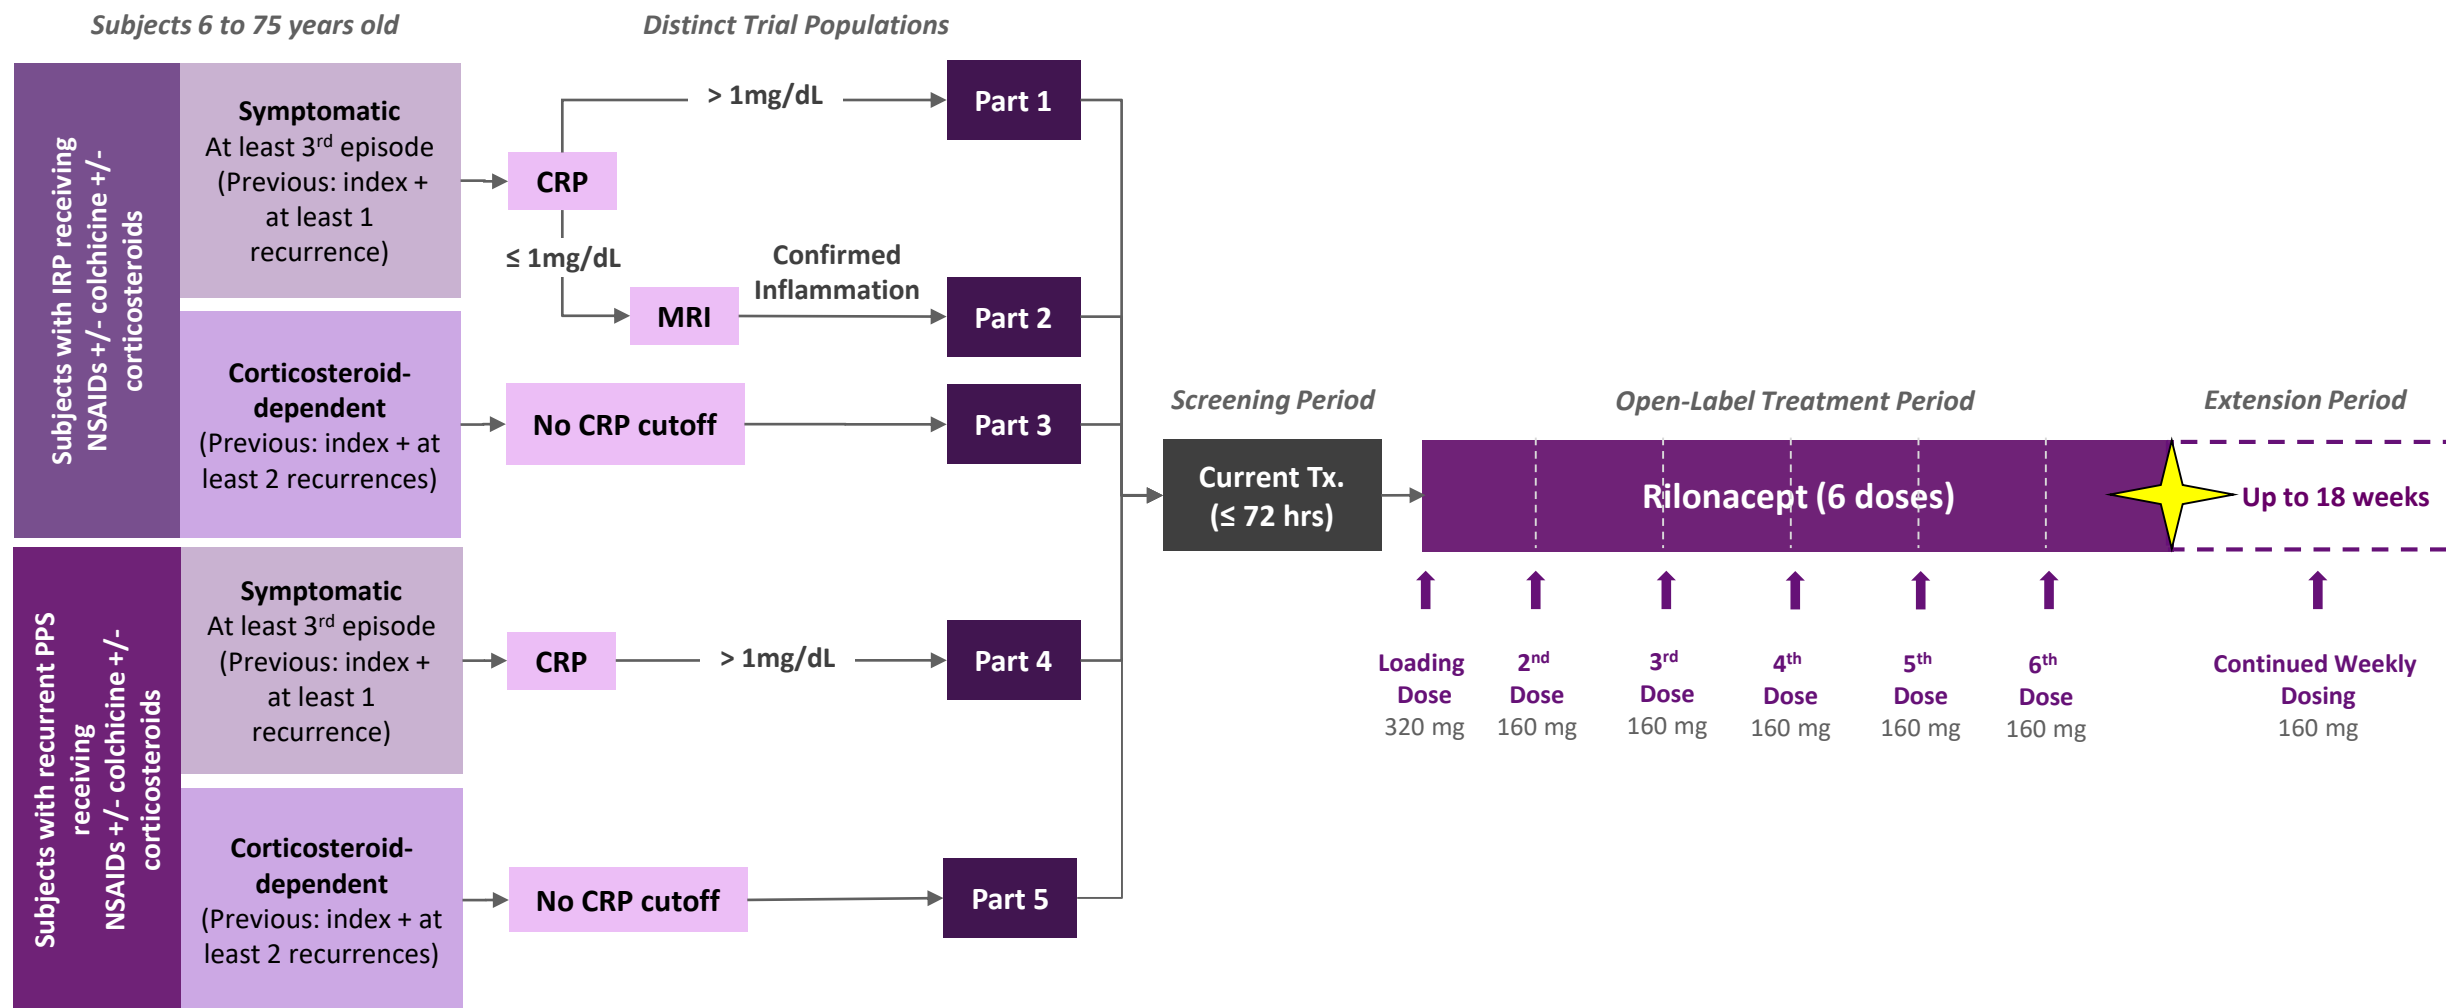 Subjects 6 to 75 years old
Distinct Trial Populations
Subjects with IRP receiving
NSAIDs +/- colchicine +/-
corticosteroids
Symptomatic
At least 3rd episode
(Previous: index +
at least 1
recurrence)
CRP
> 1mg/dL
Part 1
≤ 1mg/dL
MRI
Confirmed
Inflammation
Part 2
Corticosteroid-
dependent
(Previous: index + at
least 2 recurrences)
No CRP cutoff
Part 3
Subjects with recurrent PPS
receiving
NSAIDs +/- colchicine +/-
corticosteroids
Symptomatic
At least 3rd episode
(Previous: index +
at least 1
recurrence)
CRP
> 1mg/dL
Part 4
Corticosteroid-
dependent
(Previous: index + at
least 2 recurrences)
No CRP cutoff
Part 5
Screening Period
Current Tx.
(≤ 72 hrs)
Open-Label Treatment Period
Rilonacept (6 doses)
Extension Period
Up to 18 weeks
Loading
Dose
320 mg
2nd
Dose
160 mg
3rd
Dose
160 mg
4th
Dose
160 mg
5th
Dose
160 mg
6th
Dose
160 mg
Continued Weekly
Dosing
160 mg